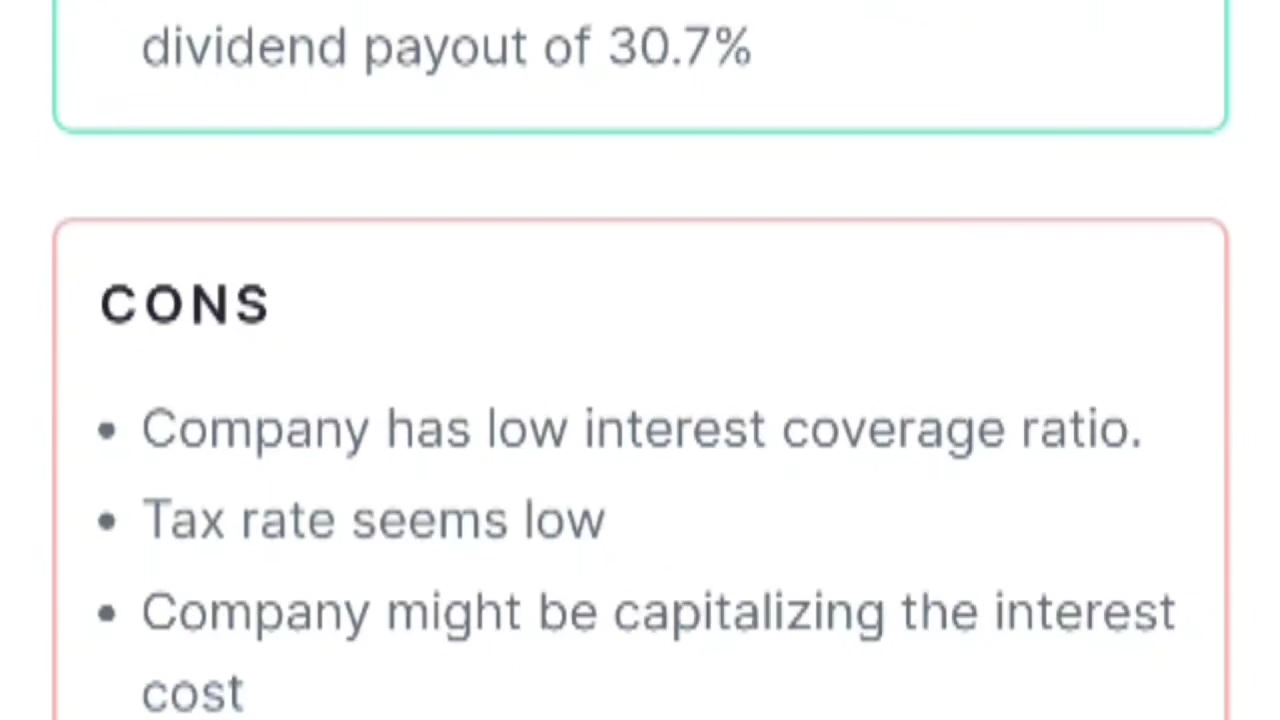 dividend payout of 30.7%
CONS
• Company has low interest coverage ratio.
• Tax rate seems low
• Company might be capitalizing the interest
cost